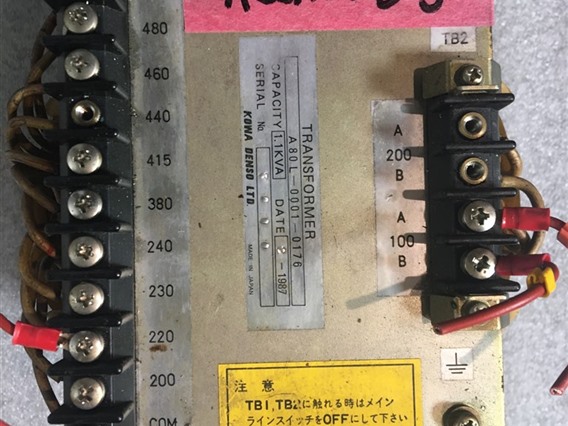 480
460
440
415
380
240
230
220
200
COM
TRANSFORMER
A80L-0001-0176
CAPACITY 1.1KVA DATE -1987
SERIAL No.
KOWA DENSO LTD.
MADE IN JAPAN
TB2
A
200
B
A
100
B
注 意
TB1,TB2に触れる時はメイン
ラインスイッチをOFFにして下さい